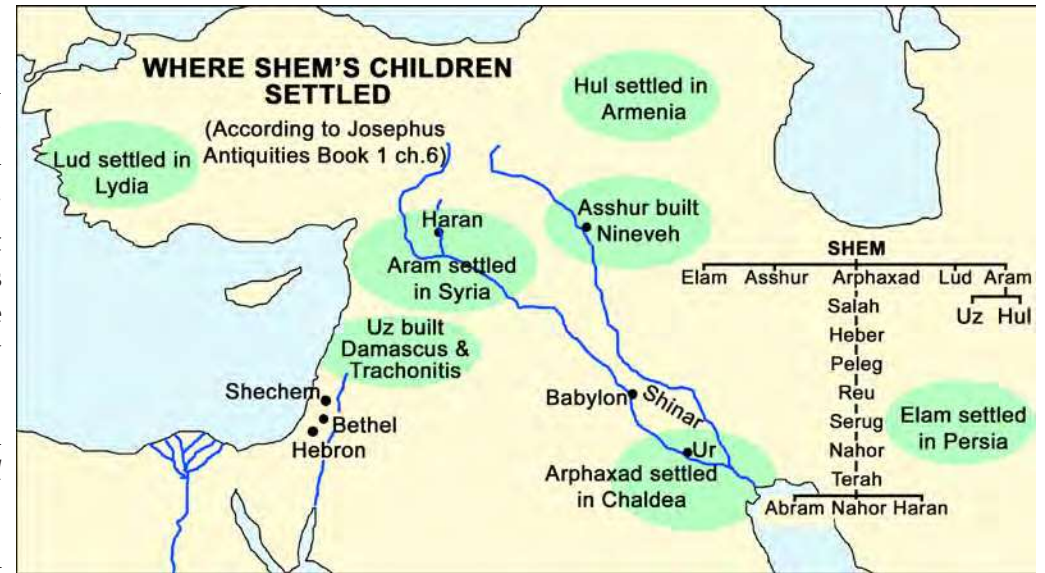 WHERE SHEM'S CHILDREN
SETTLED
(According to Josephus
Antiquities Book 1 ch.6)
Hul settled in
Armenia
Lud settled in
Lydia
Haran
Aram settled
in Syria
Asshur built
Nineveh
Uz built
Damascus &
Trachonitis
Shechem
Bethel
Hebron
Babylon
Shinar
Ur
Arphaxad settled
in Chaldea
Elam settled
in Persia
SHEM
Elam Asshur Arphaxad Lud Aram
Uz Hul
Salah
Heber
Peleg
Reu
Serug
Nahor
Terah
Abram Nahor Haran